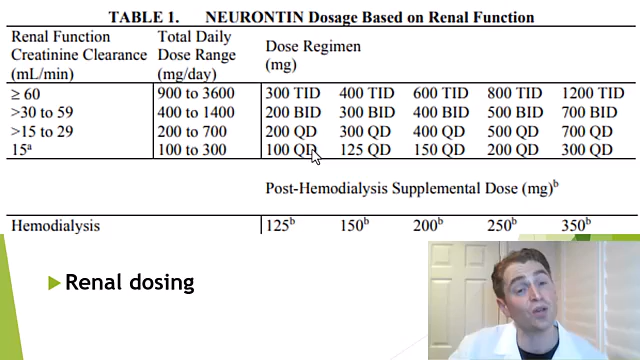 TABLE 1. NEURONTIN Dosage Based on Renal Function
Renal Function Creatinine Clearance (mL/min) Total Daily Dose Range (mg/day) Dose Regimen (mg)
≥ 60 900 to 3600 300 TID 400 TID 600 TID 800 TID 1200 TID
>30 to 59 400 to 1400 200 BID 300 BID 400 BID 500 BID 700 BID
>15 to 29 200 to 700 200 QD 300 QD 400 QD 500 QD 700 QD
15ᵃ 100 to 300 100 QD 125 QD 150 QD 200 QD 300 QD
Post-Hemodialysis Supplemental Dose (mg)ᵇ
Hemodialysis 125ᵇ 150ᵇ 200ᵇ 250ᵇ 350ᵇ
Renal dosing